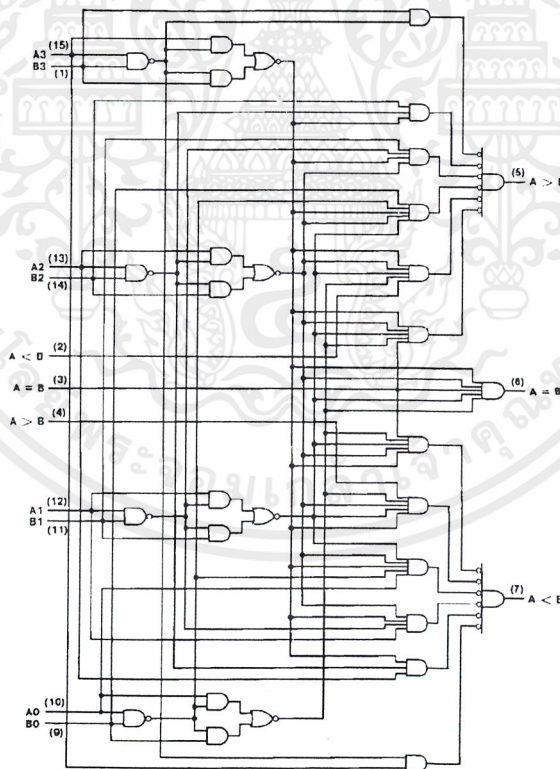 A3 (15)
B3 (1)
(5) A >
A2 (13)
B2 (14)
A < B (2)
A = B (3)
(6) A = B
A > B (4)
A1 (12)
B1 (11)
(7) A < B
A0 (10)
B0 (9)